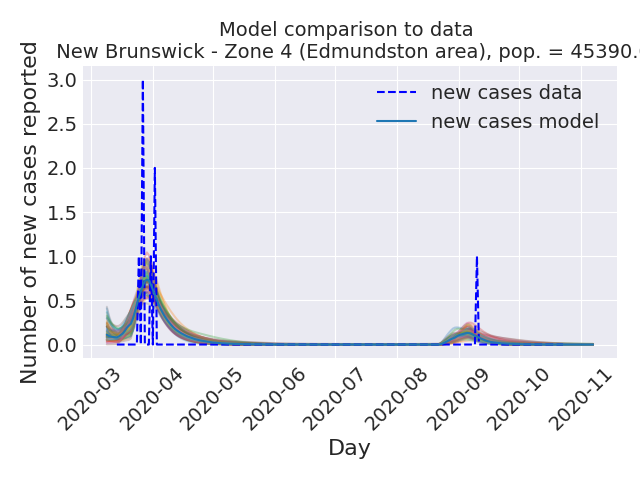 Model comparison to data
New Brunswick - Zone 4 (Edmundston area), pop. = 45390.
Number of new cases reported
3.0
2.5
2.0
1.5
1.0
0.5
0.0
new cases data
new cases model
2020-03
2020-04
2020-05
2020-06
2020-07
2020-08
2020-09
2020-10
2020-11
Day